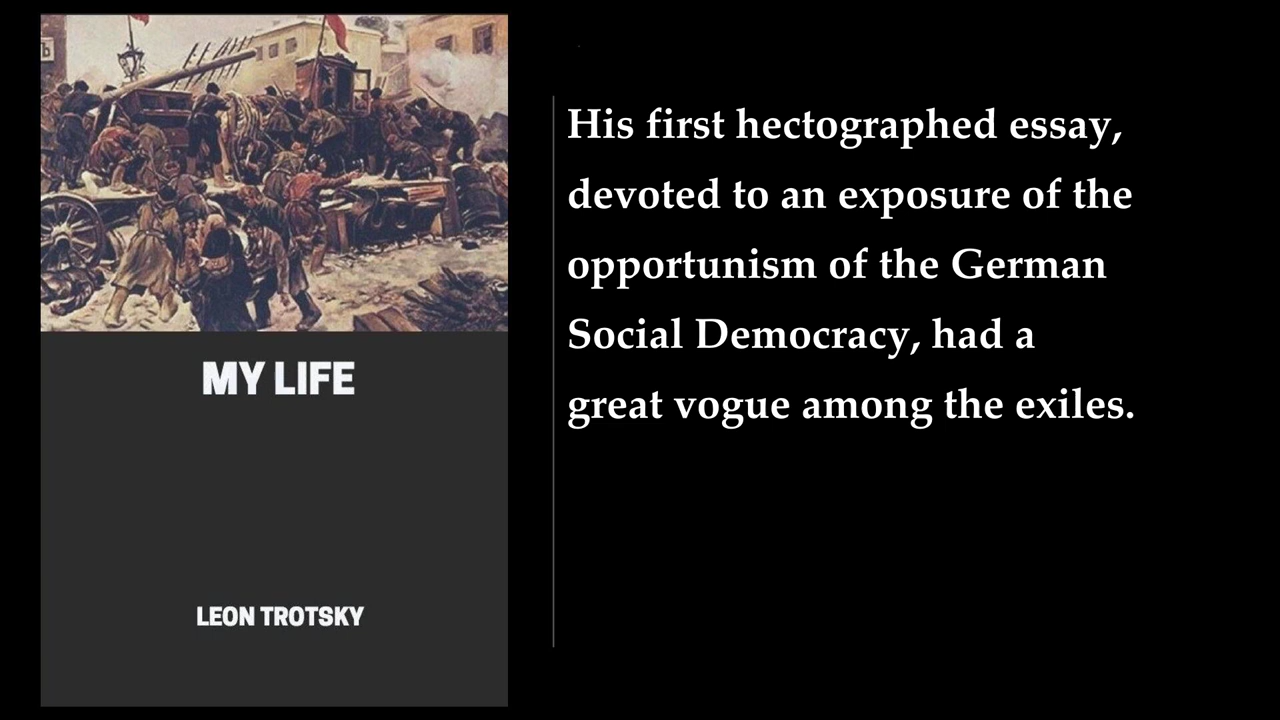 Ъ
MY LIFE
LEON TROTSKY
His first hectographed essay,
devoted to an exposure of the
opportunism of the German
Social Democracy, had a
great vogue among the exiles.